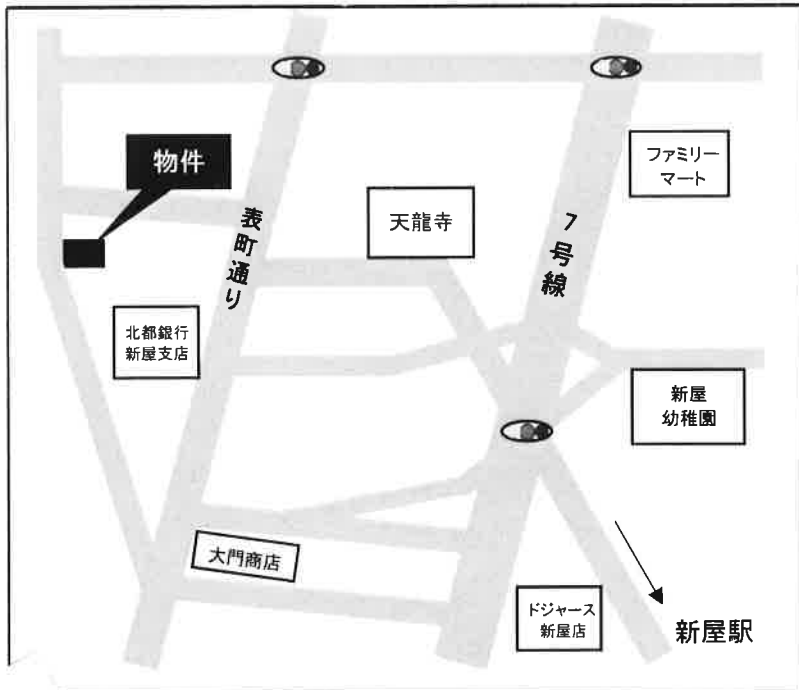 物件
ファミリー
マート
天龍寺
表町通り
7号線
北都銀行
新屋支店
新屋
幼稚園
大門商店
ドジャース
新屋店
新屋駅